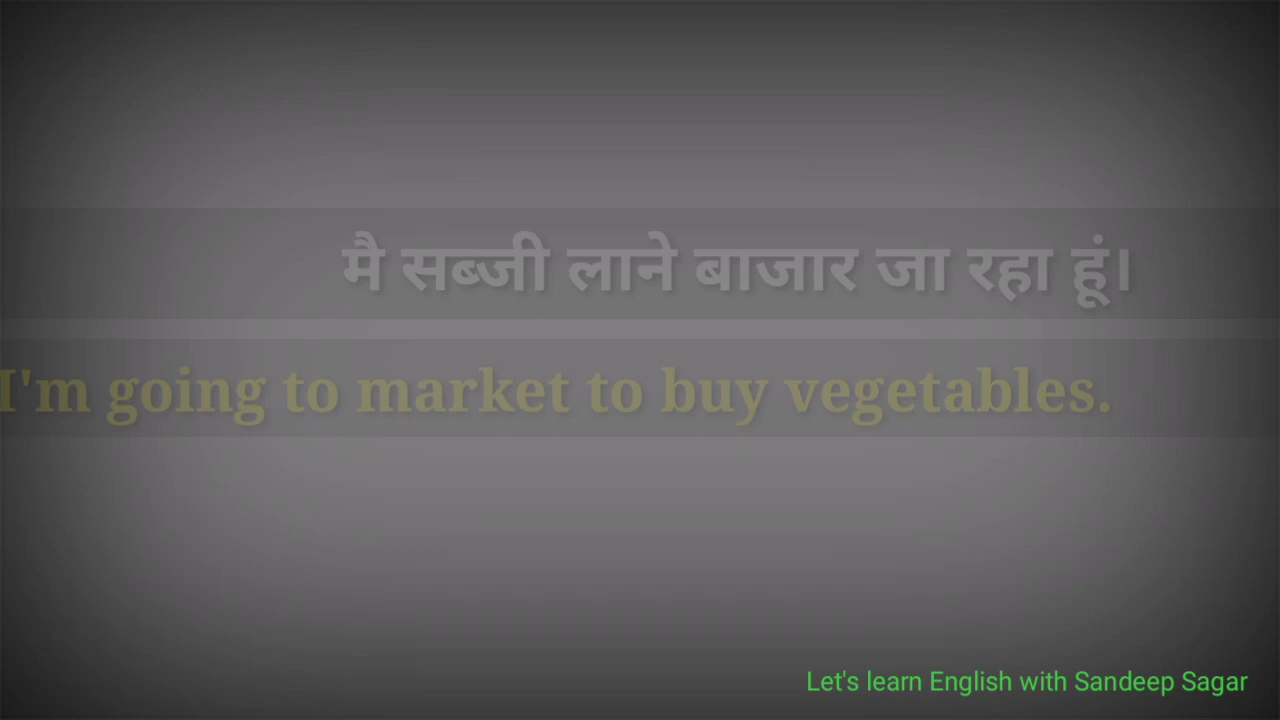 मै सब्जी लाने बाजार जा रहा हूं।
I'm going to market to buy vegetables.
Let's learn English with Sandeep Sagar